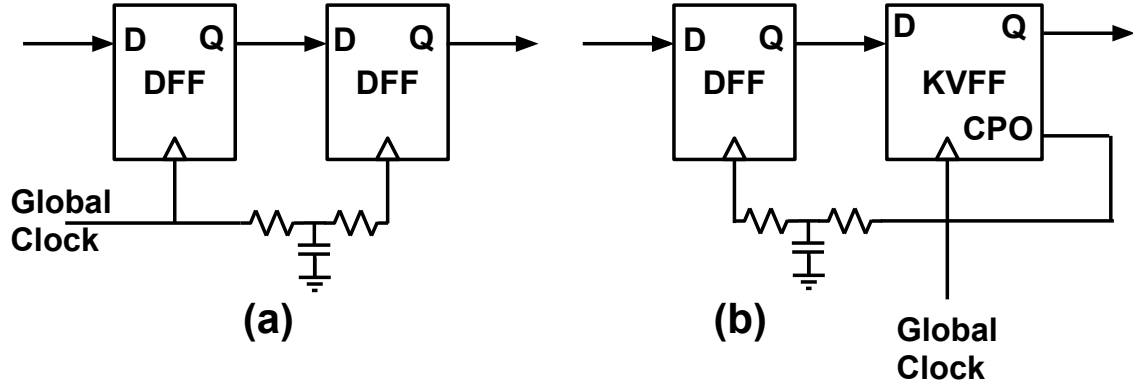 D Q D Q D Q D Q
DFF DFF DFF KVFF
CPO
Global
Clock
(a) (b)
Global
Clock